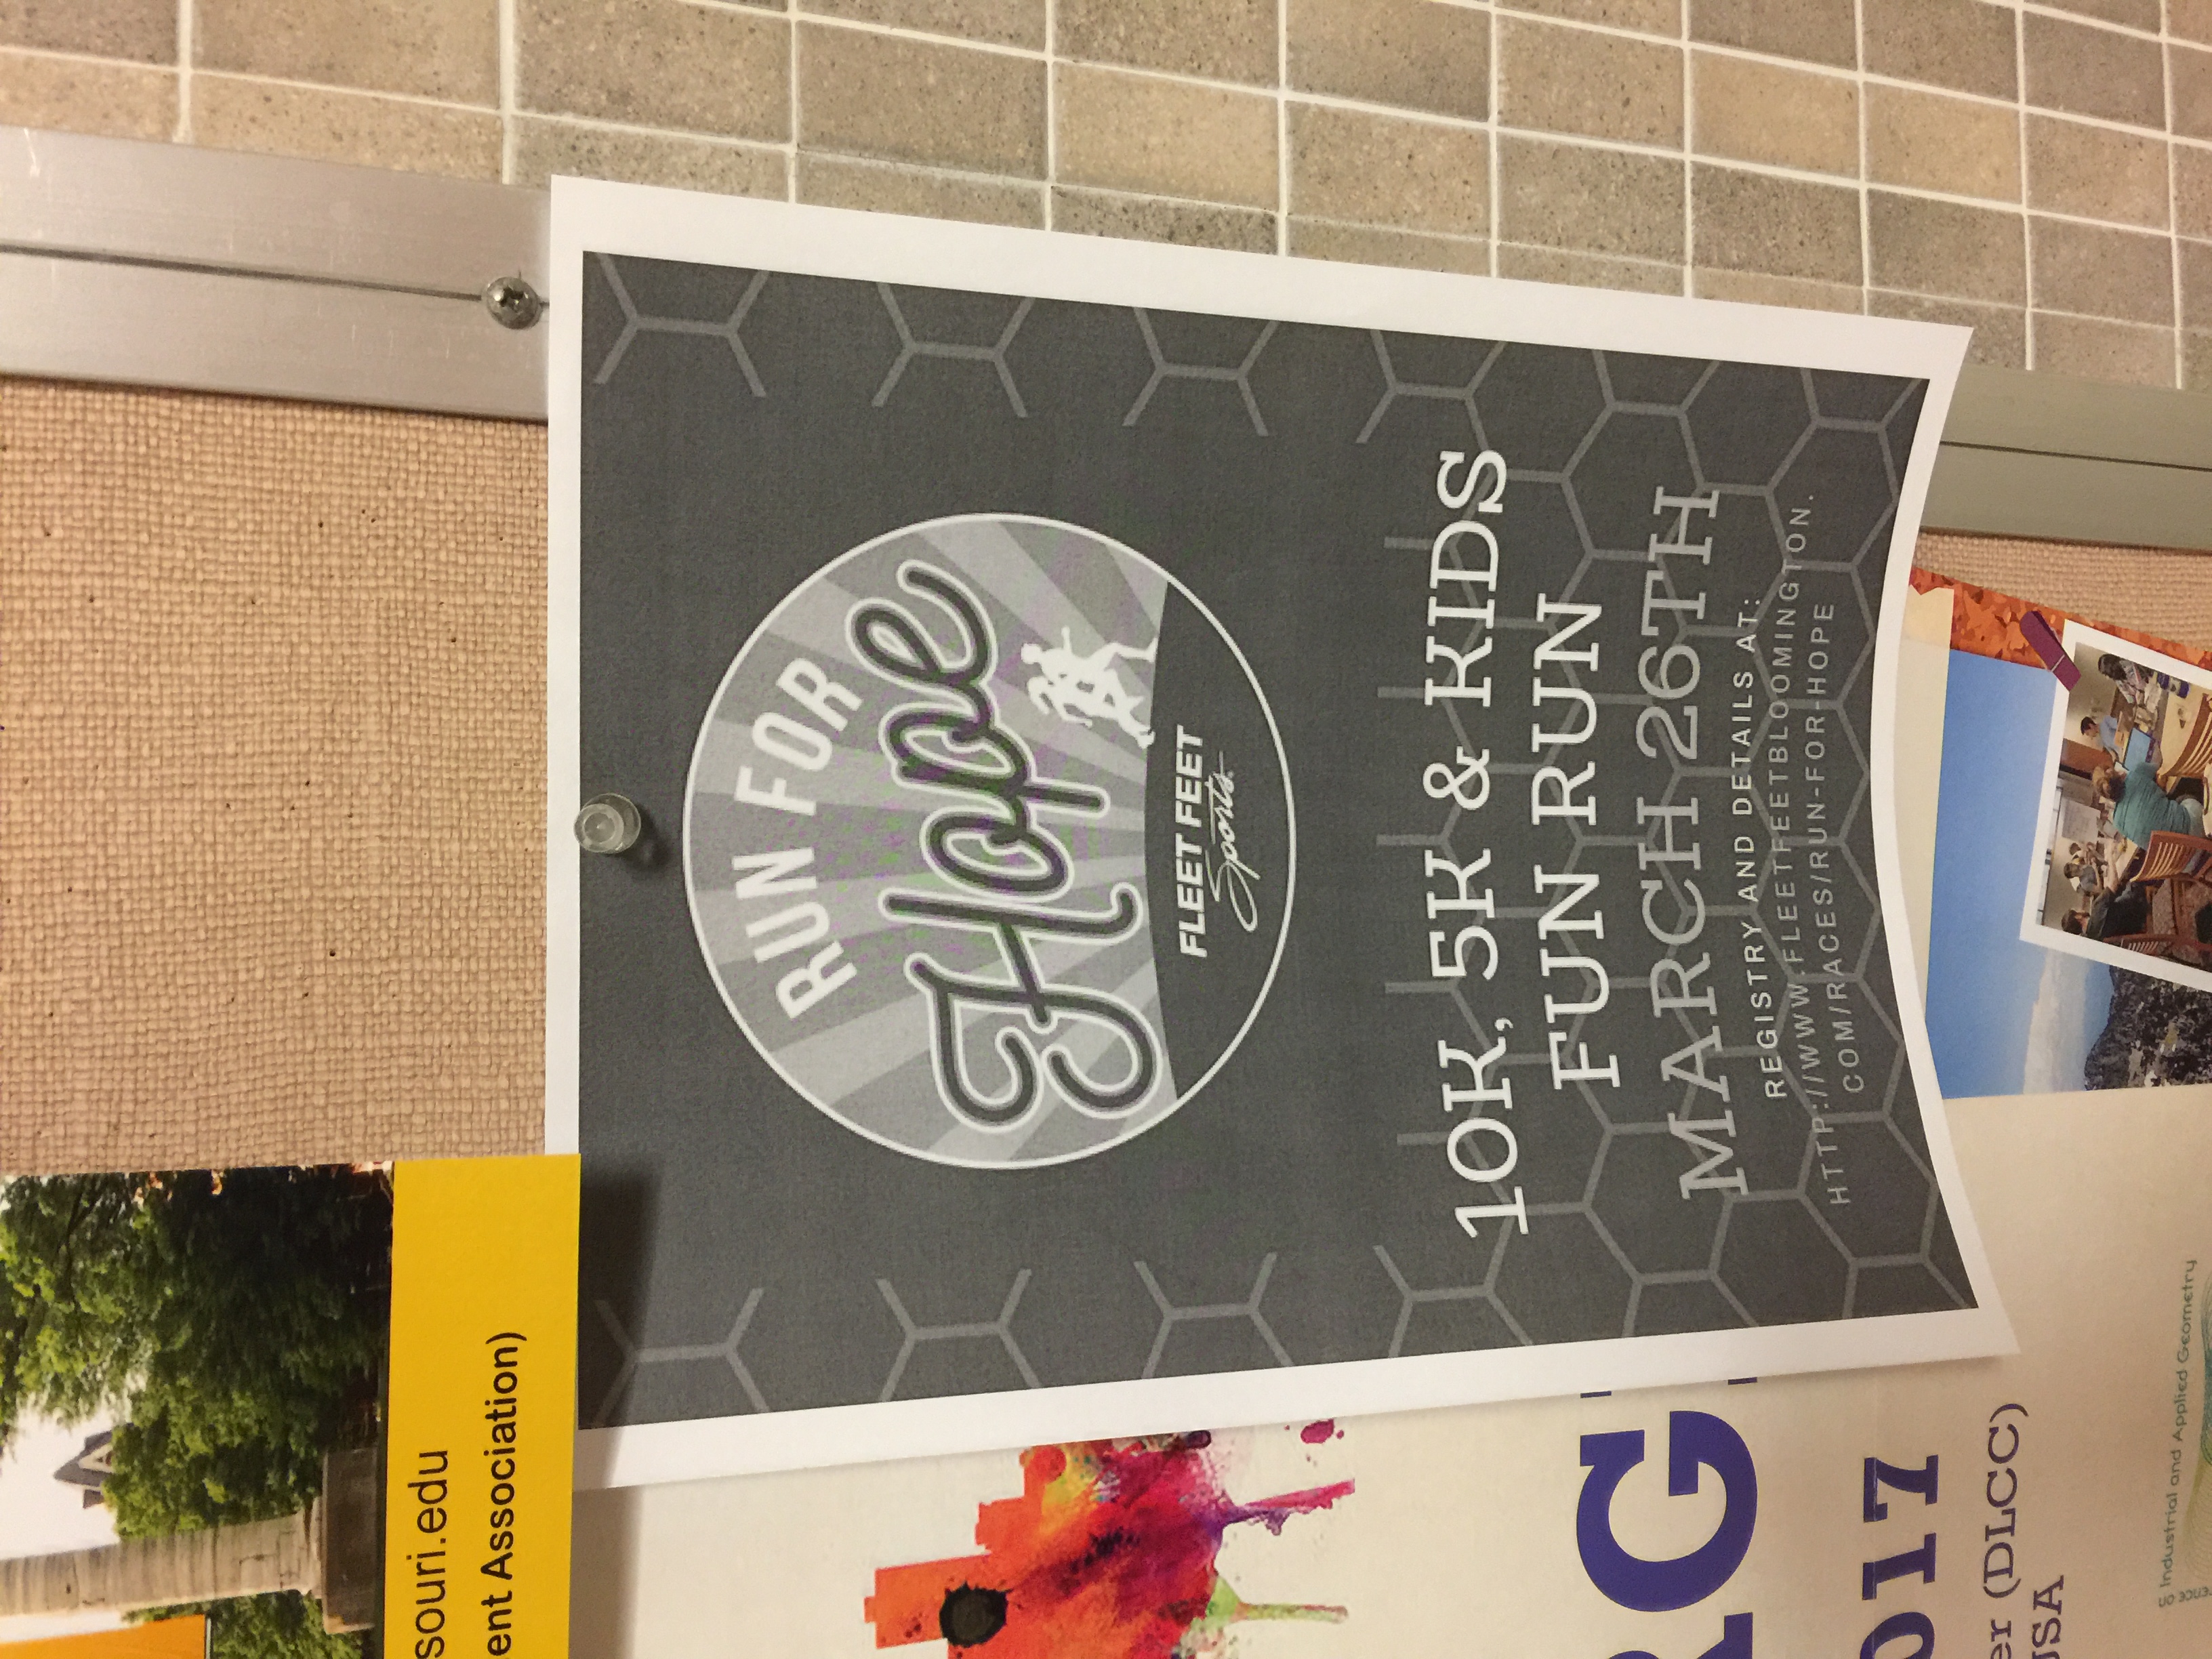 souri.edu
ent Association)
RUN FOR
Hope
FLEET FEET
Sports
10K, 5K & KIDS
FUN RUN
MARCH 26TH
REGISTRY AND DETAILS AT:
HTTP://WWW.FLEETFEETBLOOMINGTON.
COM/RACES/RUN-FOR-HOPE
RG
017
er (DLCC)
USA
Industrial and Applied Geometry